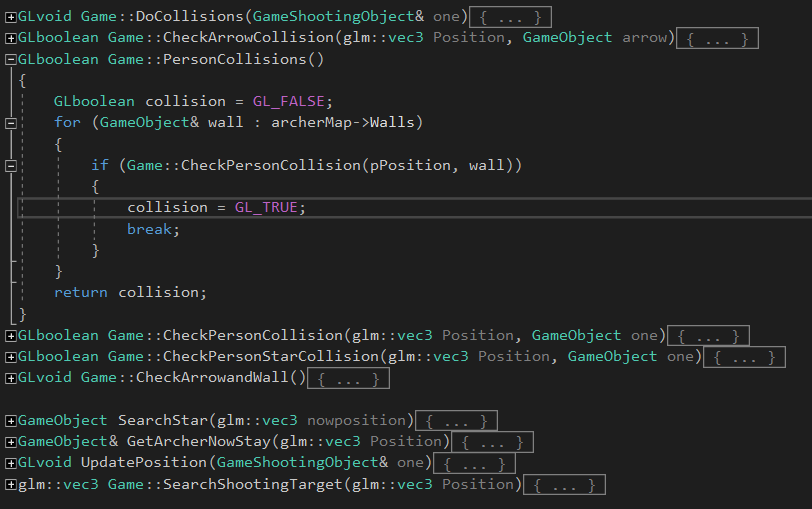 GLvoid Game::DoCollisions(GameShootingObject& one){ ... }
GLboolean Game::CheckArrowCollision(glm::vec3 Position, GameObject arrow){ ... }
GLboolean Game::PersonCollisions()
{
    GLboolean collision = GL_FALSE;
    for (GameObject& wall : archerMap->Walls)
    {
        if (Game::CheckPersonCollision(pPosition, wall))
        {
            collision = GL_TRUE;
            break;
        }
    }
    return collision;
}
GLboolean Game::CheckPersonCollision(glm::vec3 Position, GameObject one){ ... }
GLboolean Game::CheckPersonStarCollision(glm::vec3 Position, GameObject one){ ... }
GLvoid Game::CheckArrowandWall(){ ... }
GameObject SearchStar(glm::vec3 nowposition){ ... }
GameObject& GetArcherNowStay(glm::vec3 Position){ ... }
GLvoid UpdatePosition(GameShootingObject& one){ ... }
glm::vec3 Game::SearchShootingTarget(glm::vec3 Position){ ... }